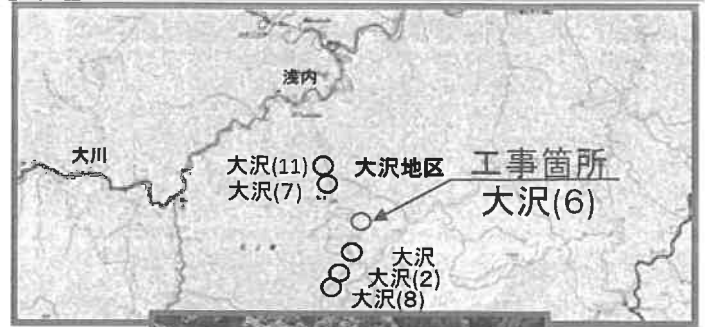 浅内
大川
大沢(11)
大沢(7)
大沢地区
工事箇所
大沢(6)
大沢
大沢(2)
大沢(8)